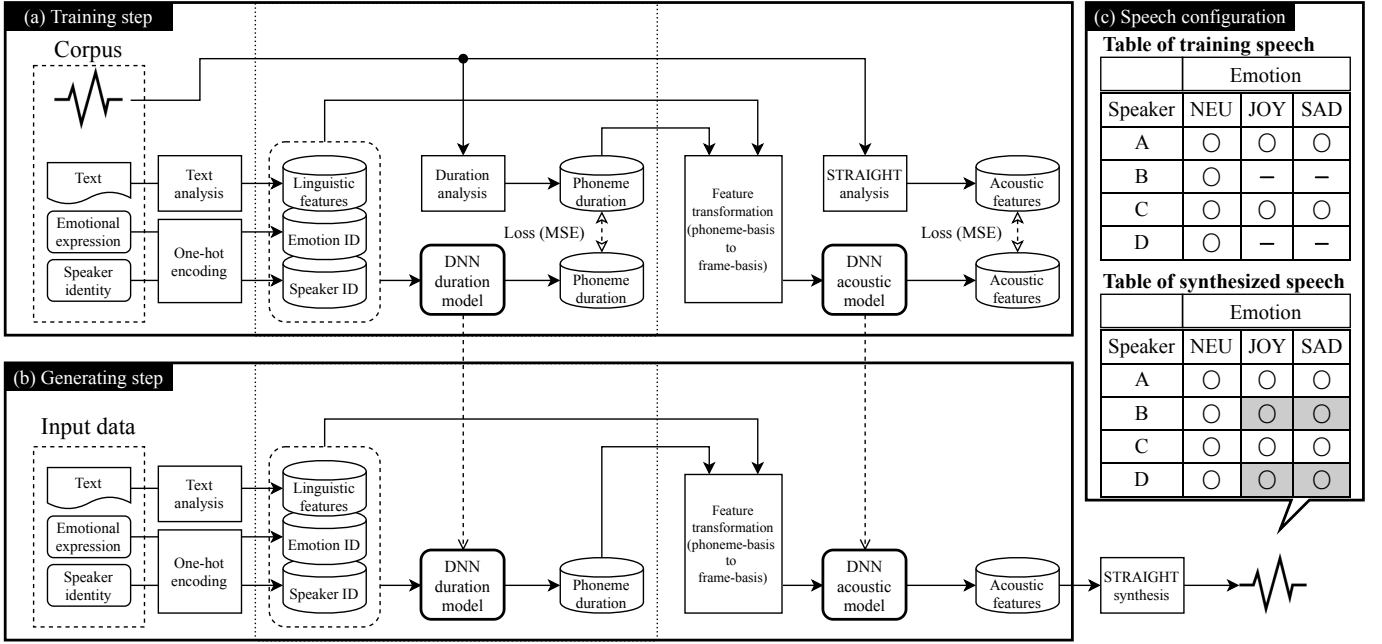 (a) Training step
Corpus
Text
Emotional
expression
Speaker
identity
Text
analysis
One-hot
encoding
Linguistic
features
Emotion ID
Speaker ID
Duration
analysis
DNN
duration
model
Phoneme
duration
Loss (MSE)
Phoneme
duration
Feature
transformation
(phoneme-basis
to
frame-basis)
STRAIGHT
analysis
DNN
acoustic
model
Acoustic
features
Loss (MSE)
Acoustic
features
(b) Generating step
Input data
Text
Emotional
expression
Speaker
identity
Text
analysis
One-hot
encoding
Linguistic
features
Emotion ID
Speaker ID
DNN
duration
model
Phoneme
duration
Feature
transformation
(phoneme-basis
to
frame-basis)
DNN
acoustic
model
Acoustic
features
STRAIGHT
synthesis
(c) Speech configuration
Table of training speech
Emotion
Speaker NEU JOY SAD
A ○ ○ ○
B ○ – –
C ○ ○ ○
D ○ – –
Table of synthesized speech
Emotion
Speaker NEU JOY SAD
A ○ ○ ○
B ○ ○ ○
C ○ ○ ○
D ○ ○ ○